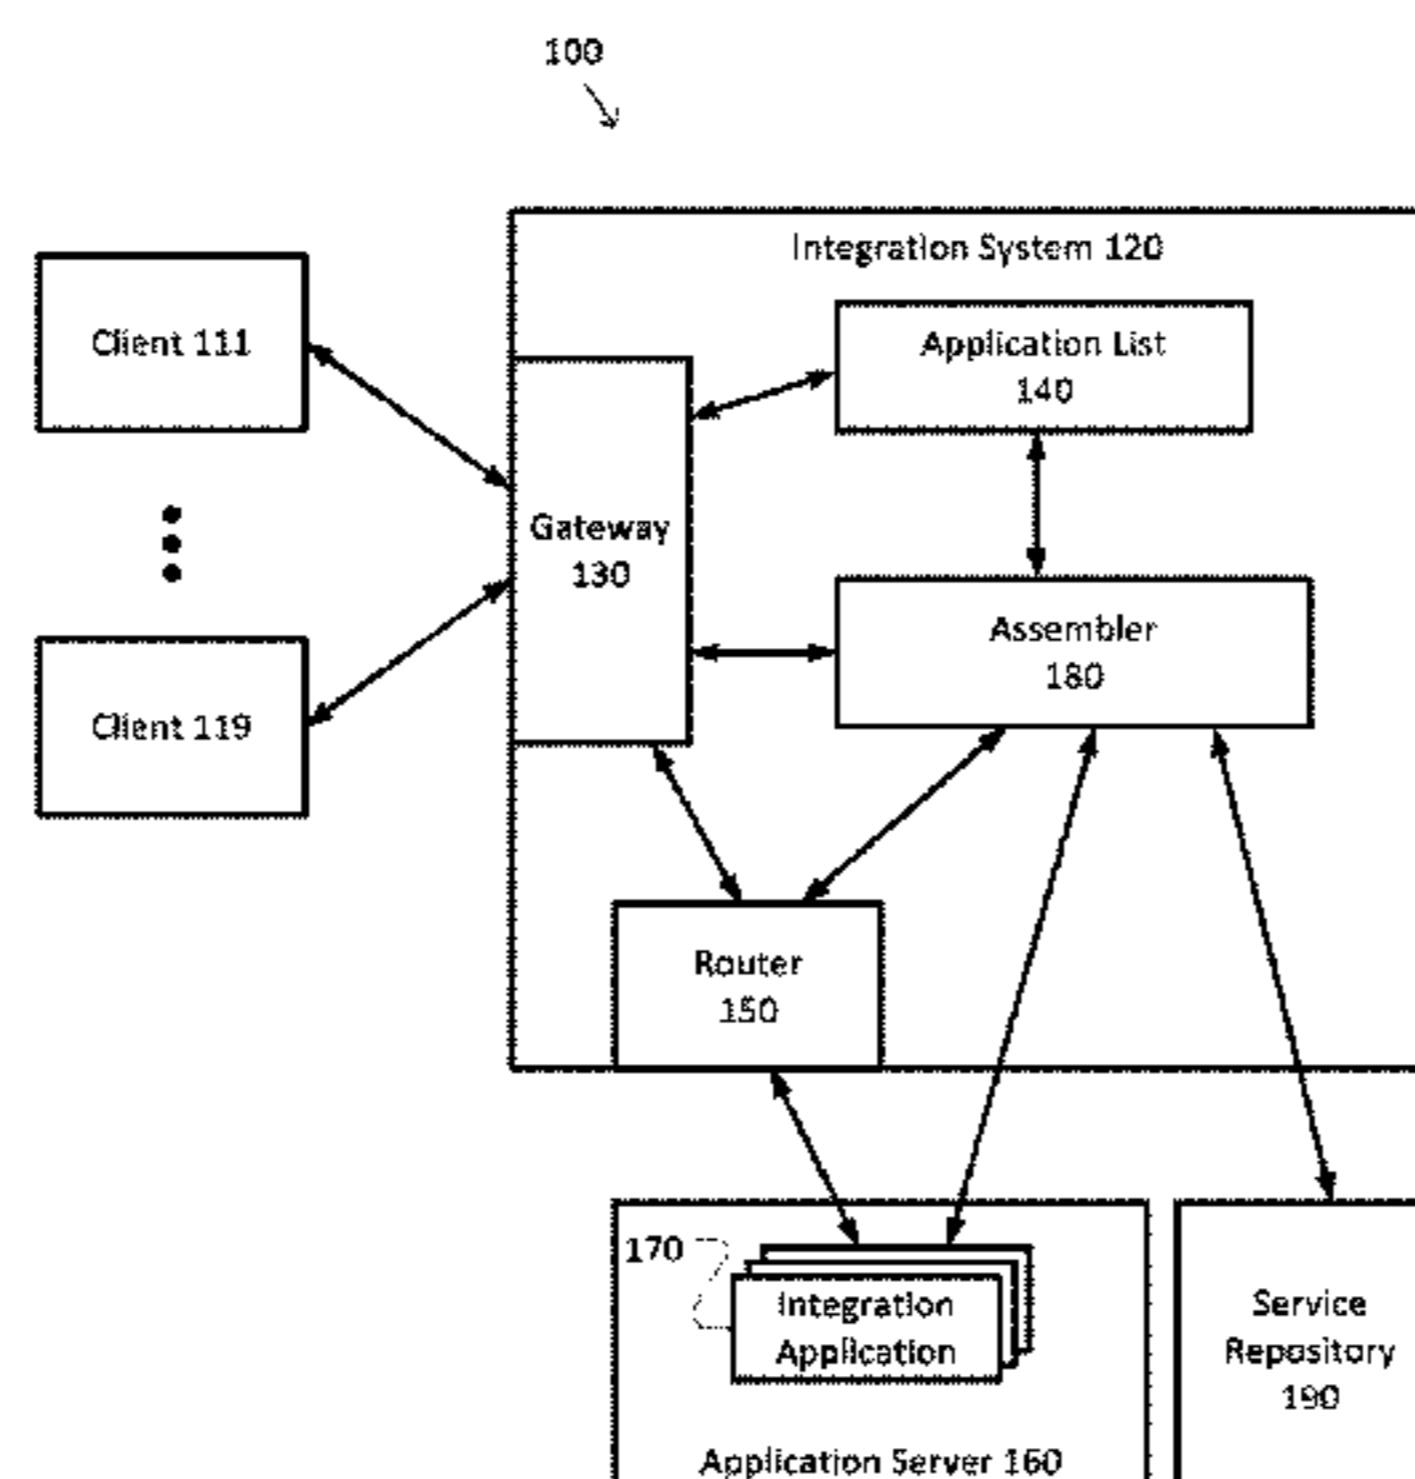 100
Integration System 120
Client 111
Application List
140
Gateway
130
Assembler
180
Client 119
Router
150
170
Integration
Application
Service
Repository
190
Application Server 160